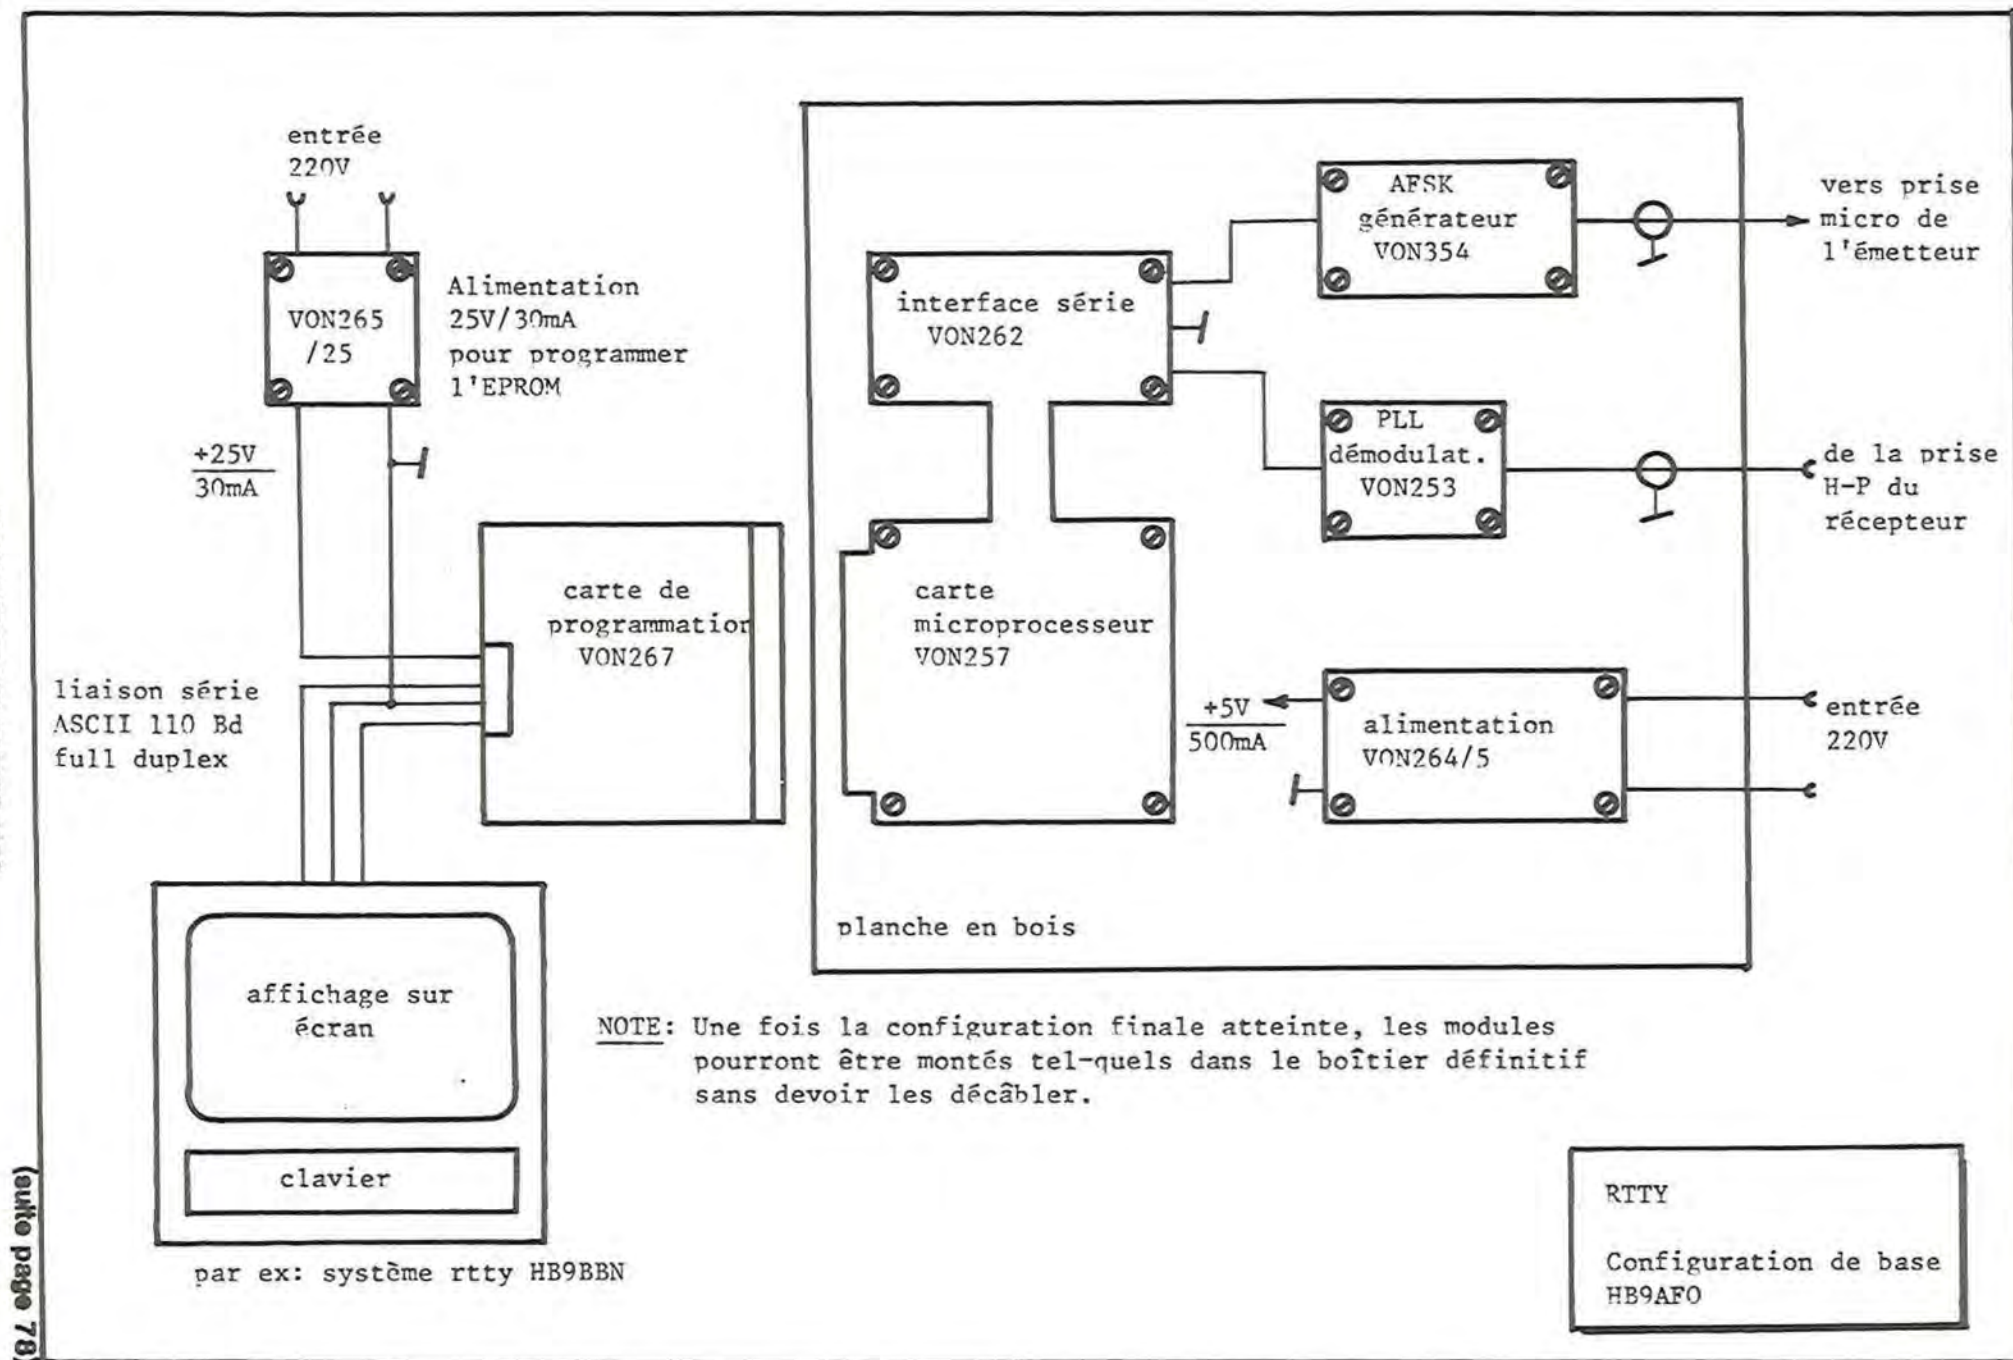 entrée
220V
VON265
/25
Alimentation
25V/30mA
pour programmer
l'EPROM
+25V
30mA
carte de
programmation
VON267
liaison série
ASCII 110 Bd
full duplex
affichage sur
écran
clavier
par ex: système rtty HB9BBN
AFSK
générateur
VON354
vers prise
micro de
l'émetteur
interface série
VON262
PLL
démodulat.
VON253
de la prise
H-P du
récepteur
carte
microprocesseur
VON257
+5V
500mA
alimentation
VON264/5
entrée
220V
planche en bois
NOTE: Une fois la configuration finale atteinte, les modules
pourront être montés tel-quels dans le boîtier définitif
sans devoir les décâbler.
RTTY
Configuration de base
HB9AFO
(suite page 78)